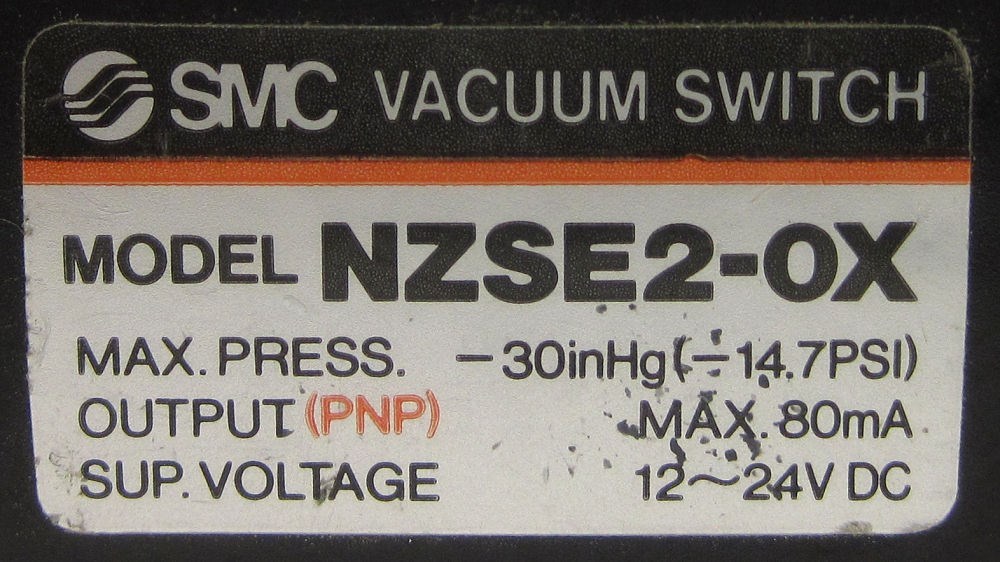 SMC VACUUM SWITCH
MODEL NZSE2-0X
MAX. PRESS. −30inHg(−14.7PSI)
OUTPUT (PNP) MAX. 80mA
SUP. VOLTAGE 12～24V DC